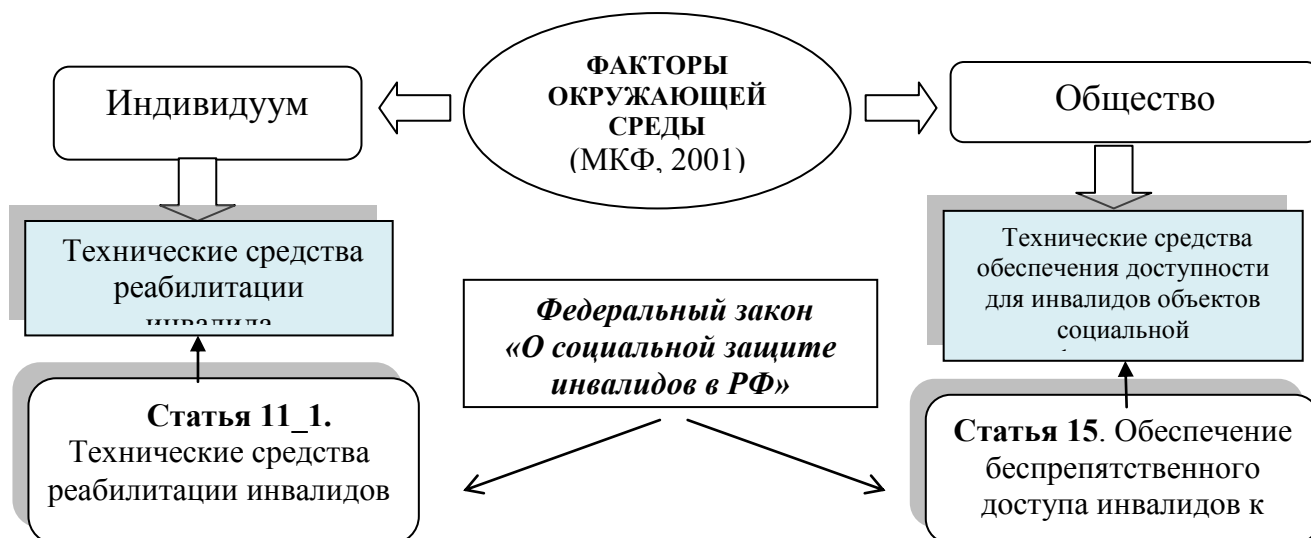 Индивидуум
ФАКТОРЫ
ОКРУЖАЮЩЕЙ
СРЕДЫ
(МКФ, 2001)
Общество
Технические средства
реабилитации
инвалида
Технические средства
обеспечения доступности
для инвалидов объектов
социальной
Федеральный закон
«О социальной защите
инвалидов в РФ»
Статья 11_1.
Технические средства
реабилитации инвалидов
Статья 15. Обеспечение
беспрепятственного
доступа инвалидов к